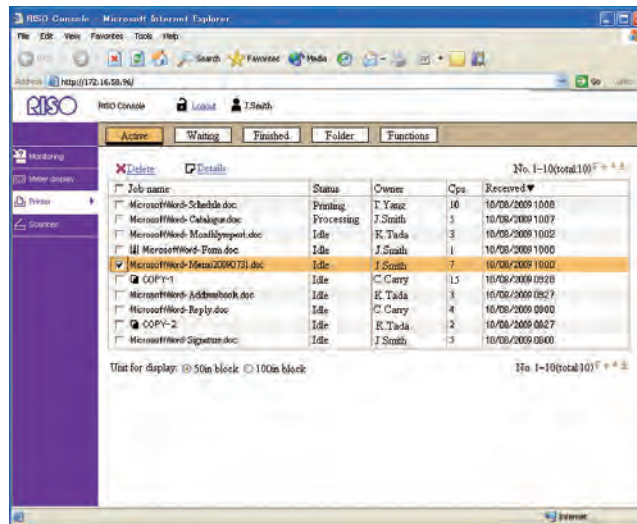 RISO Console - Microsoft Internet Explorer
File Edit View Favorites Tools Help
Search Favorites Media
Address http://172.16.58.96/ Go
RISO RISO Console Logout J.Smith
Active Waiting Finished Folder Functions
Monitoring
Meter display
Printer
Scanner
Delete Details No. 1-10(total:10)
Job name Status Owner Cps. Received▼
MicrosoftWord- Schedule.doc Printing T.Yang 10 10/08/2009 1008
MicrosoftWord- Catalogue.doc Processing J.Smith 5 10/08/2009 1007
MicrosoftWord- Monthlyreport.doc Idle K.Tada 3 10/08/2009 1002
MicrosoftWord- Form.doc Idle J.Smith 1 10/08/2009 1000
MicrosoftWord- Memo20090731.doc Idle J.Smith 7 10/08/2009 1000
COPY-1 Idle C.Carry 15 10/08/2009 0928
MicrosoftWord- Addressbook.doc Idle K.Tada 3 10/08/2009 0927
MicrosoftWord- Reply.doc Idle C.Carry 4 10/08/2009 0900
COPY-2 Idle K.Tada 2 10/08/2009 0827
MicrosoftWord- Signature.doc Idle J.Smith 5 10/08/2009 0800
Unit for display: 50in block 100in block No. 1-10(total:10)
Internet